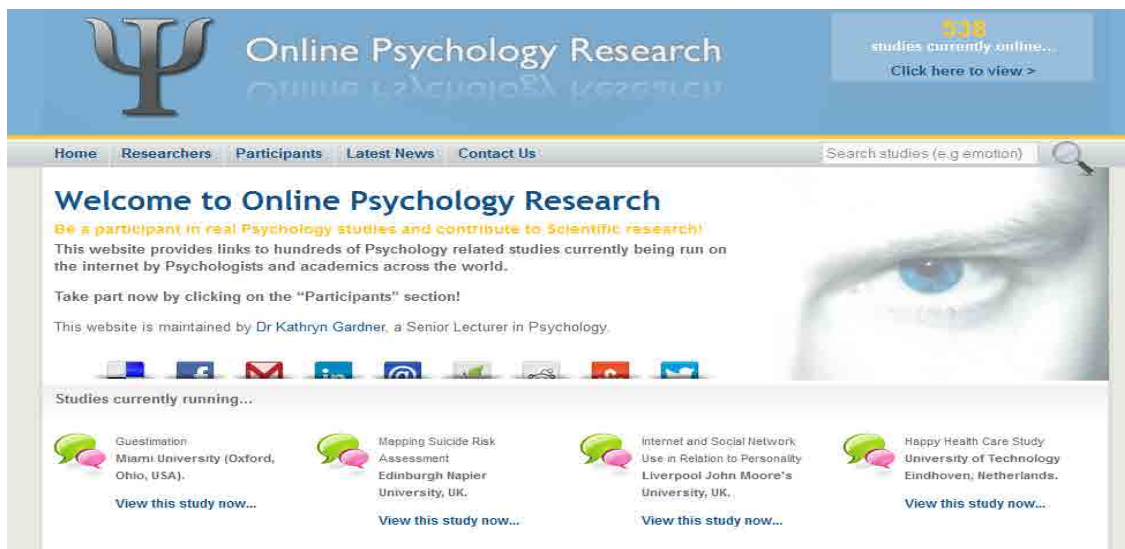 Online Psychology Research
538
studies currently online...
Click here to view >
Home Researchers Participants Latest News Contact Us
Search studies (e.g emotion)
Welcome to Online Psychology Research
Be a participant in real Psychology studies and contribute to Scientific research!
This website provides links to hundreds of Psychology related studies currently being run on
the internet by Psychologists and academics across the world.
Take part now by clicking on the "Participants" section!
This website is maintained by Dr Kathryn Gardner, a Senior Lecturer in Psychology.
Studies currently running...
Guestimation
Miami University (Oxford,
Ohio, USA).
View this study now...
Mapping Suicide Risk
Assessment
Edinburgh Napier
University, UK.
View this study now...
Internet and Social Network
Use in Relation to Personality
Liverpool John Moore's
University, UK.
View this study now...
Happy Health Care Study
University of Technology
Eindhoven, Netherlands.
View this study now...